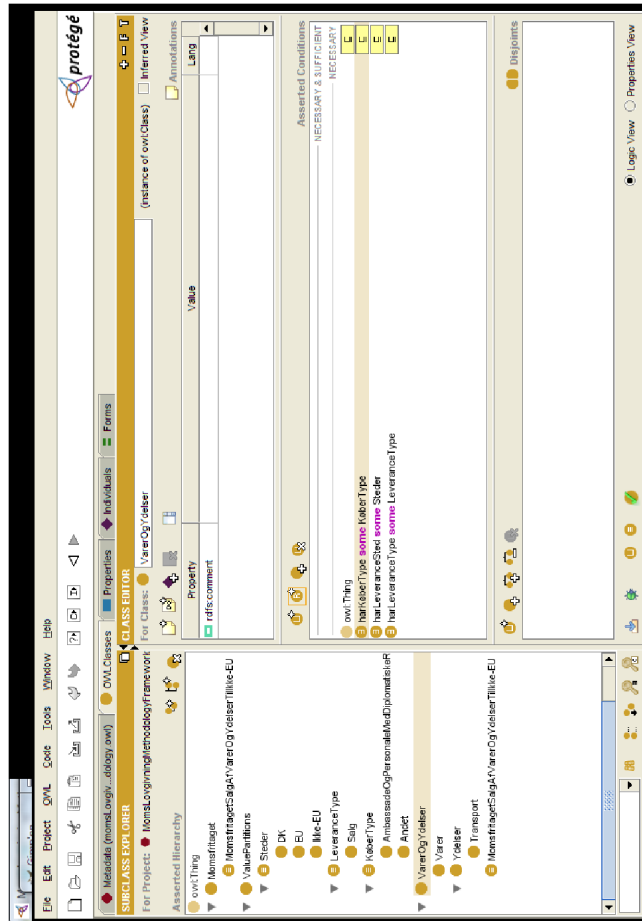 File Edit Project OWL Code Tools Window Help
protégé
Metadata (momsLovgiv...dology.owl) OWLClasses Properties Individuals Forms
SUBCLASS EXPLORER
For Project: MomsLovgivningMethodologyFramework
Asserted Hierarchy
owl:Thing
Momsfritaget
MomsfritagetSalgAfVarerOgYdelserTilIkke-EU
ValuePartitions
Steder
DK
EU
Ikke-EU
LeveranceType
Salg
KøberType
AmbassadeOgPersonaleMedDiplomatiskeR
Andet
VarerOgYdelser
Varer
Ydelser
Transport
MomsfritagetSalgAfVarerOgYdelserTilIkke-EU
CLASS EDITOR + - F T
For Class: VarerOgYdelser (instance of owl:Class) Inferred View
Annotations
Property Value Lang
rdfs:comment
Asserted Conditions
NECESSARY & SUFFICIENT
NECESSARY
owl:Thing
harKøberType some KøberType
harLeveranceSted some Steder
harLeveranceType some LeveranceType
Disjoints
Logic View Properties View